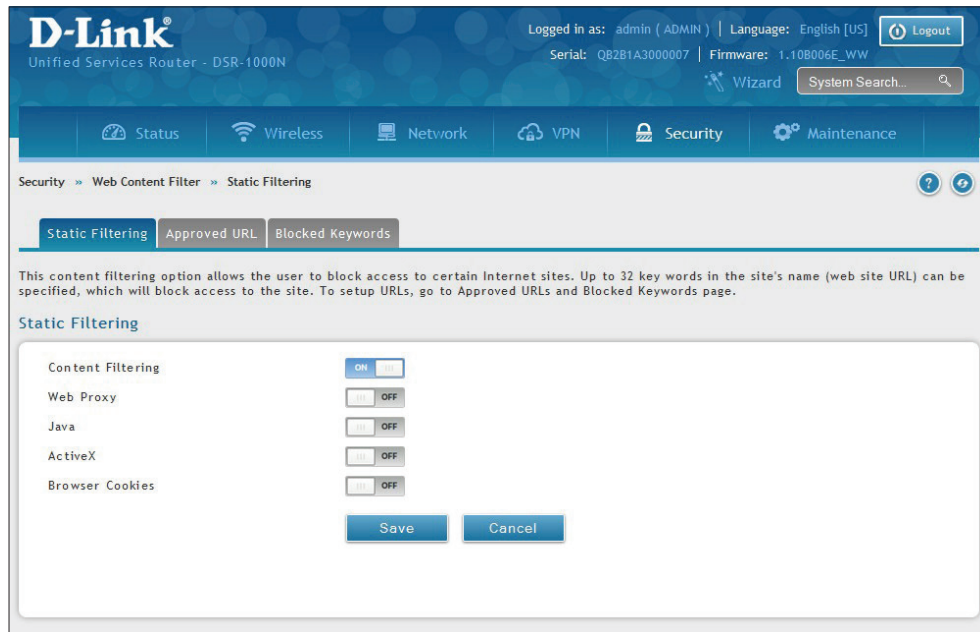 D-Link®
Unified Services Router - DSR-1000N
Logged in as: admin ( ADMIN ) | Language: English [US]
Logout
Serial: QB2B1A3000007 | Firmware: 1.10B006E_WW
Wizard
System Search...
Status
Wireless
Network
VPN
Security
Maintenance
Security » Web Content Filter » Static Filtering
?
Static Filtering
Approved URL
Blocked Keywords
This content filtering option allows the user to block access to certain Internet sites. Up to 32 key words in the site's name (web site URL) can be
specified, which will block access to the site. To setup URLs, go to Approved URLs and Blocked Keywords page.
Static Filtering
Content Filtering ON
Web Proxy OFF
Java OFF
ActiveX OFF
Browser Cookies OFF
Save
Cancel